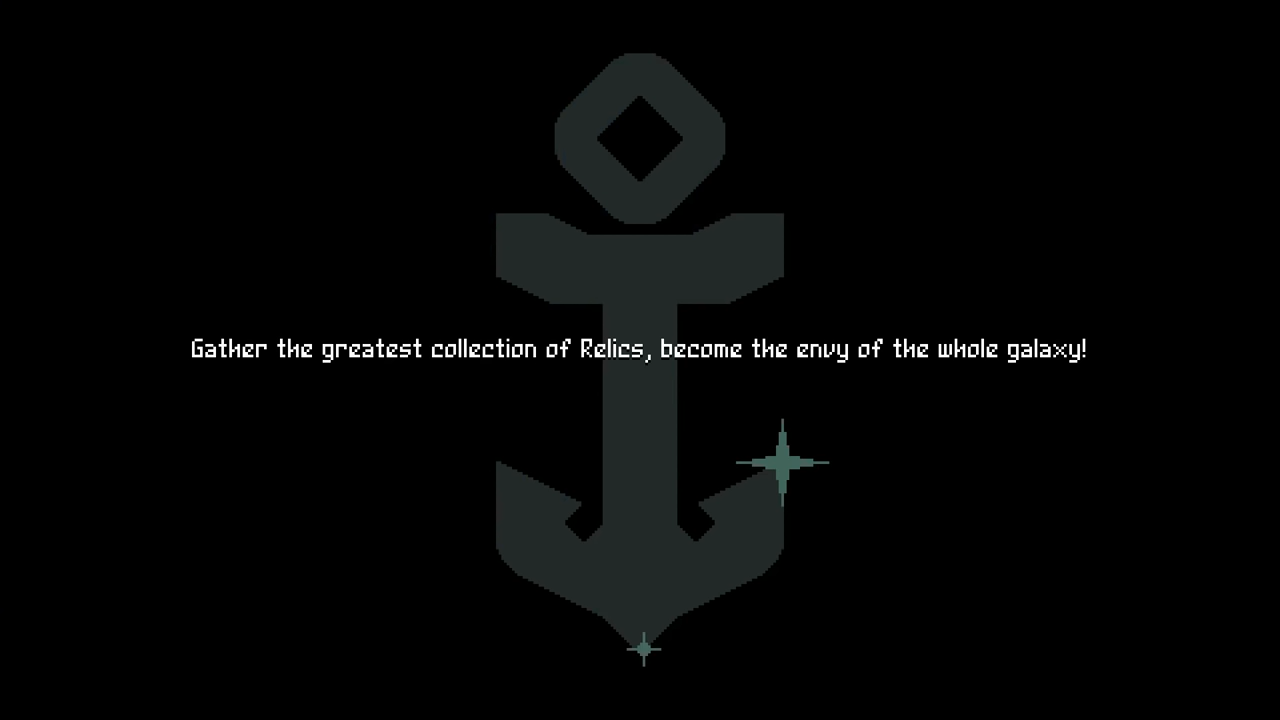 Gather the greatest collection of Relics, become the envy of the whole galaxy!